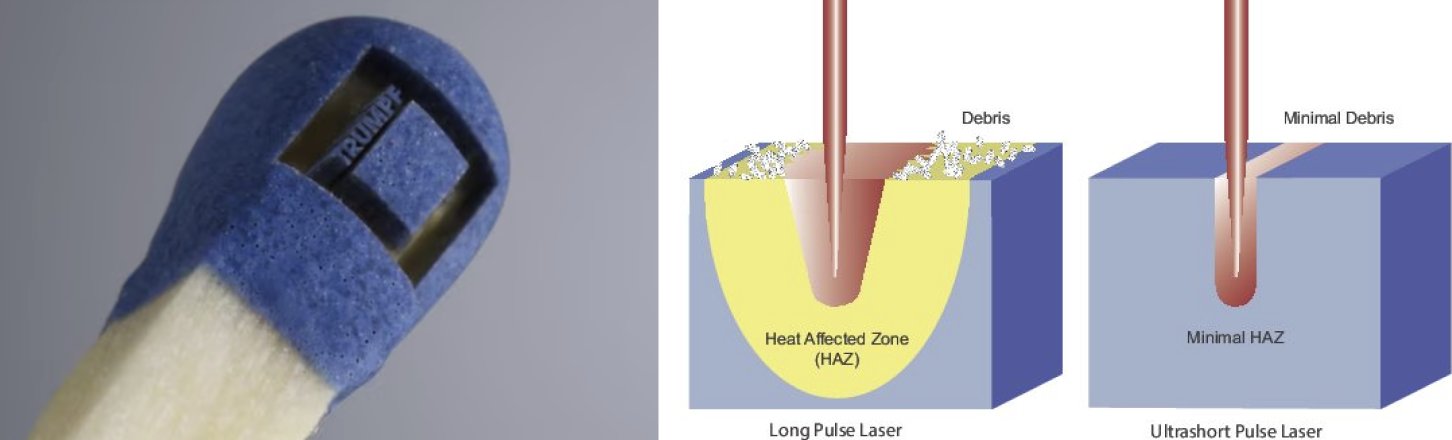 TRUMPF
Debris
Heat Affected Zone
(HAZ)
Long Pulse Laser
Minimal Debris
Minimal HAZ
Ultrashort Pulse Laser